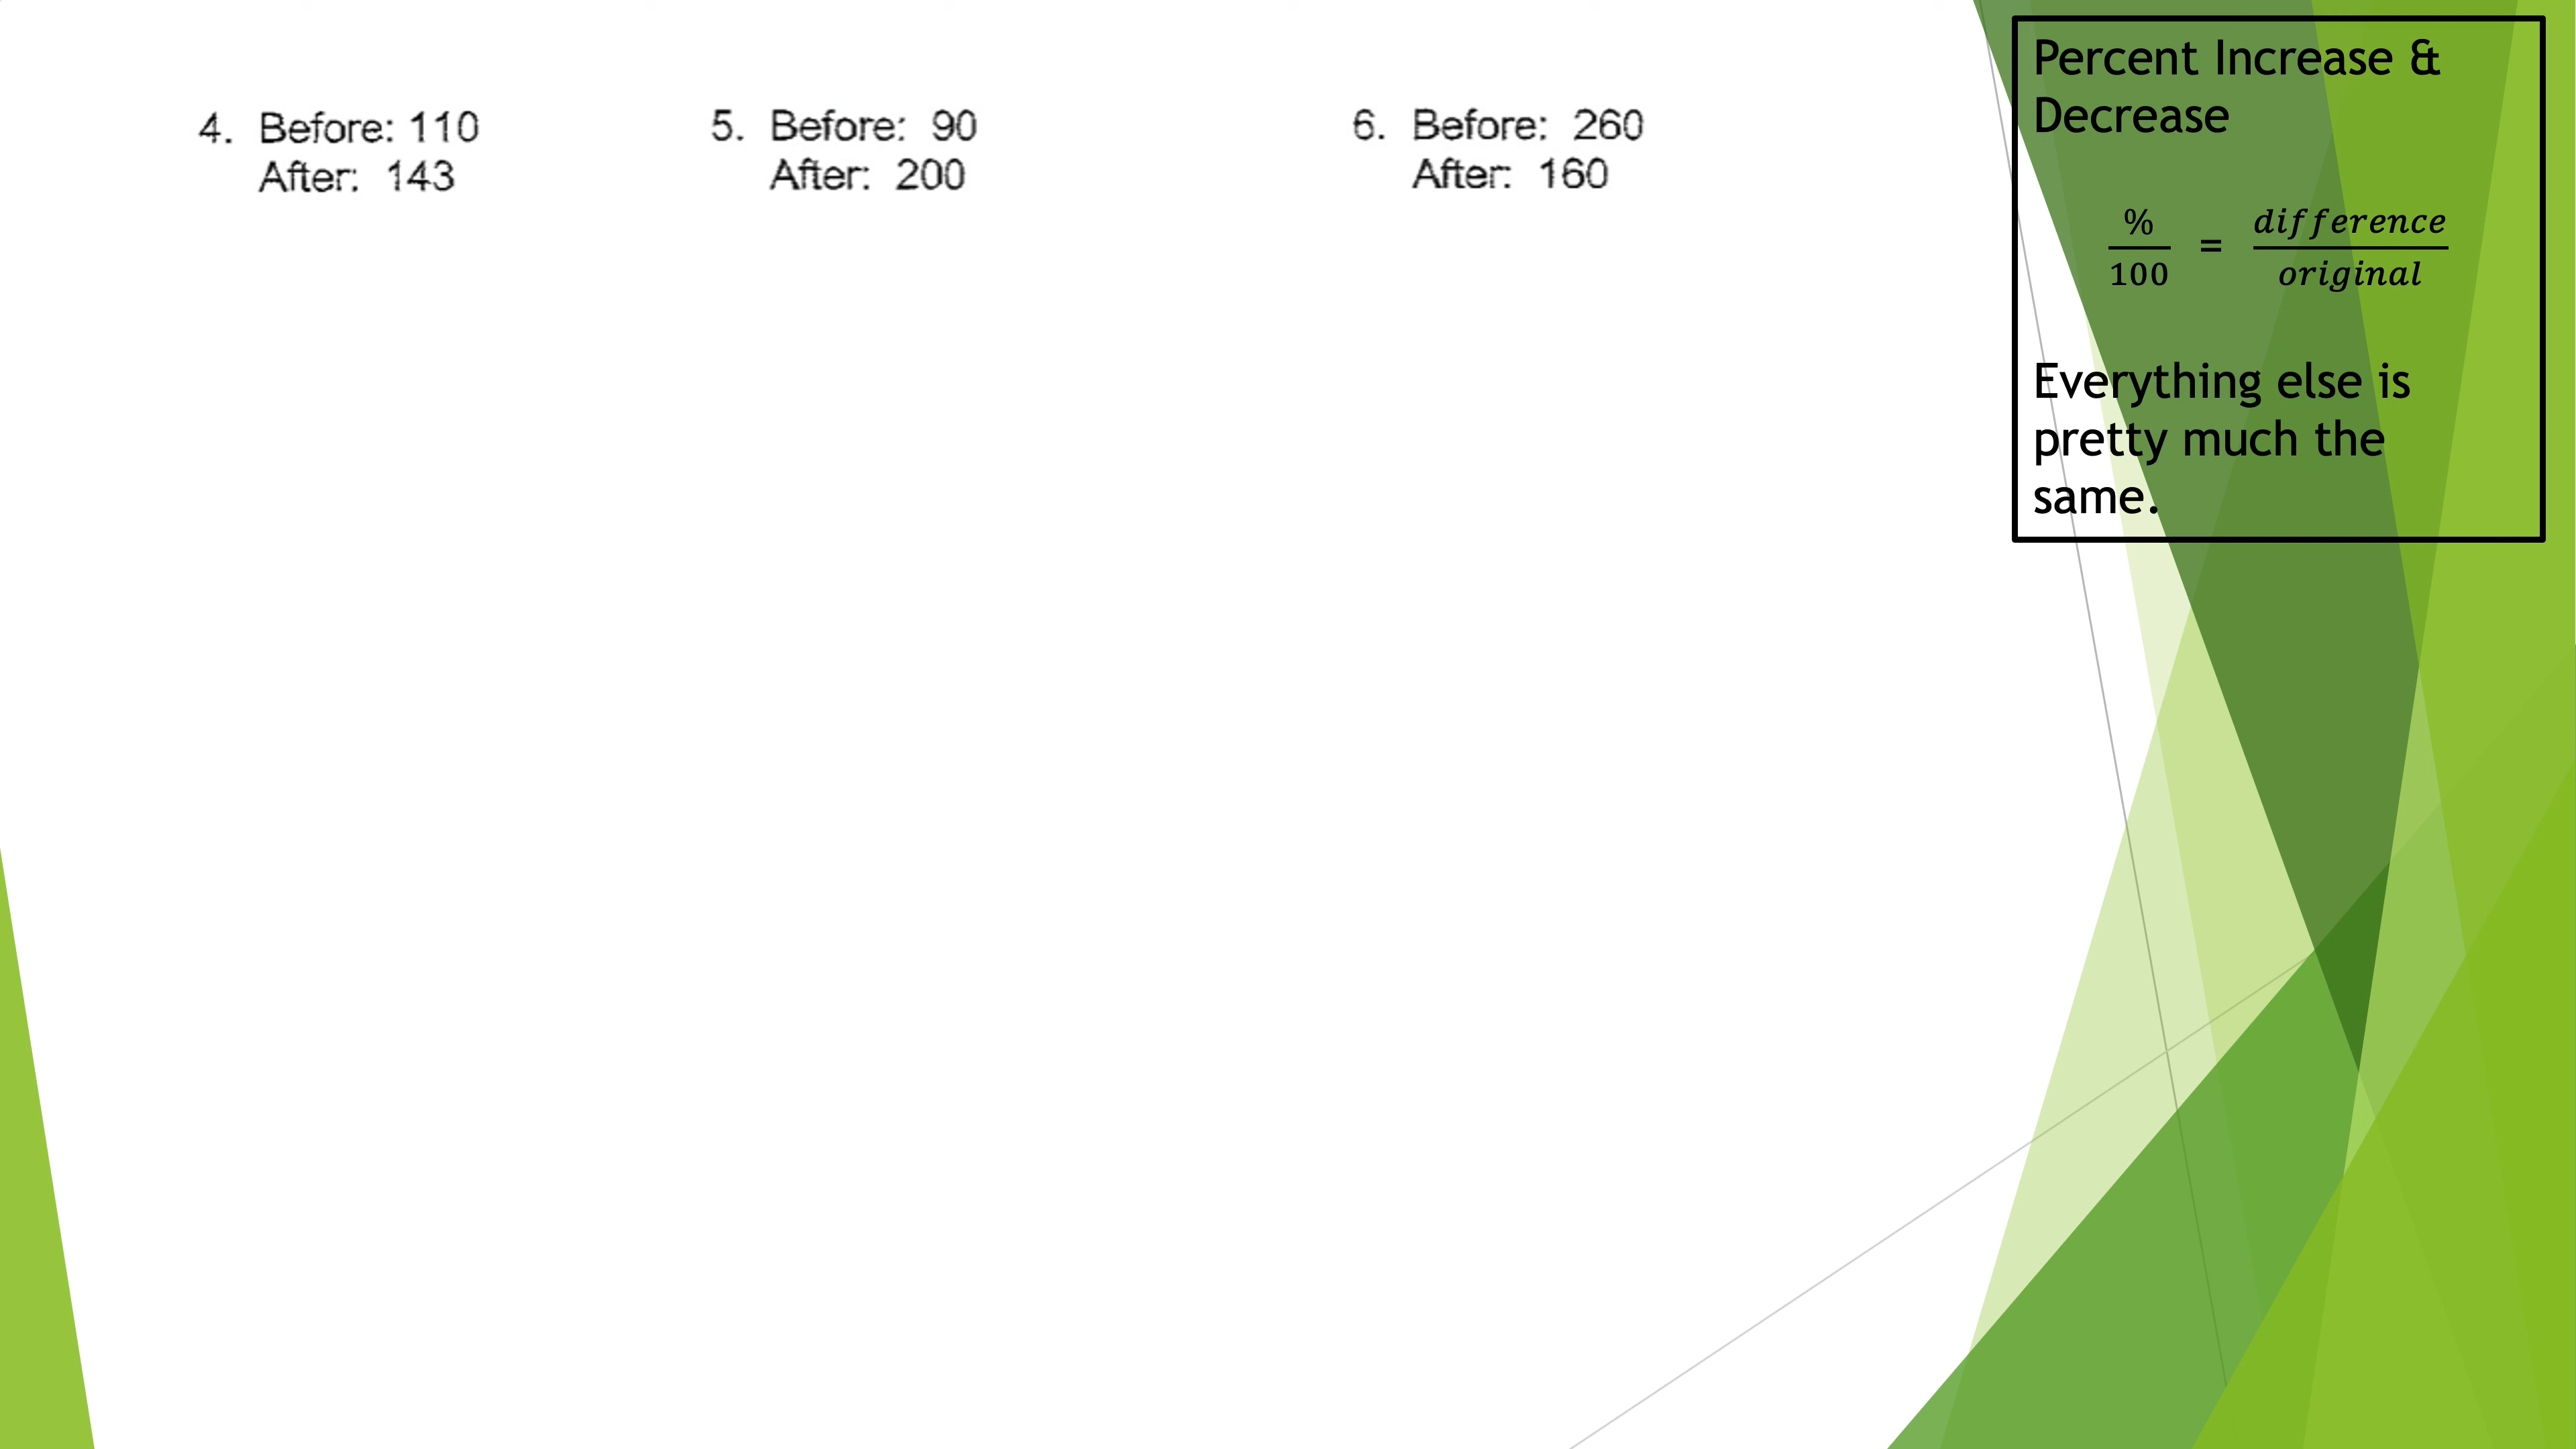 4. Before: 110
After: 143
5. Before: 90
After: 200
6. Before: 260
After: 160
Percent Increase &
Decrease
%/100 = difference/original
Everything else is
pretty much the
same.